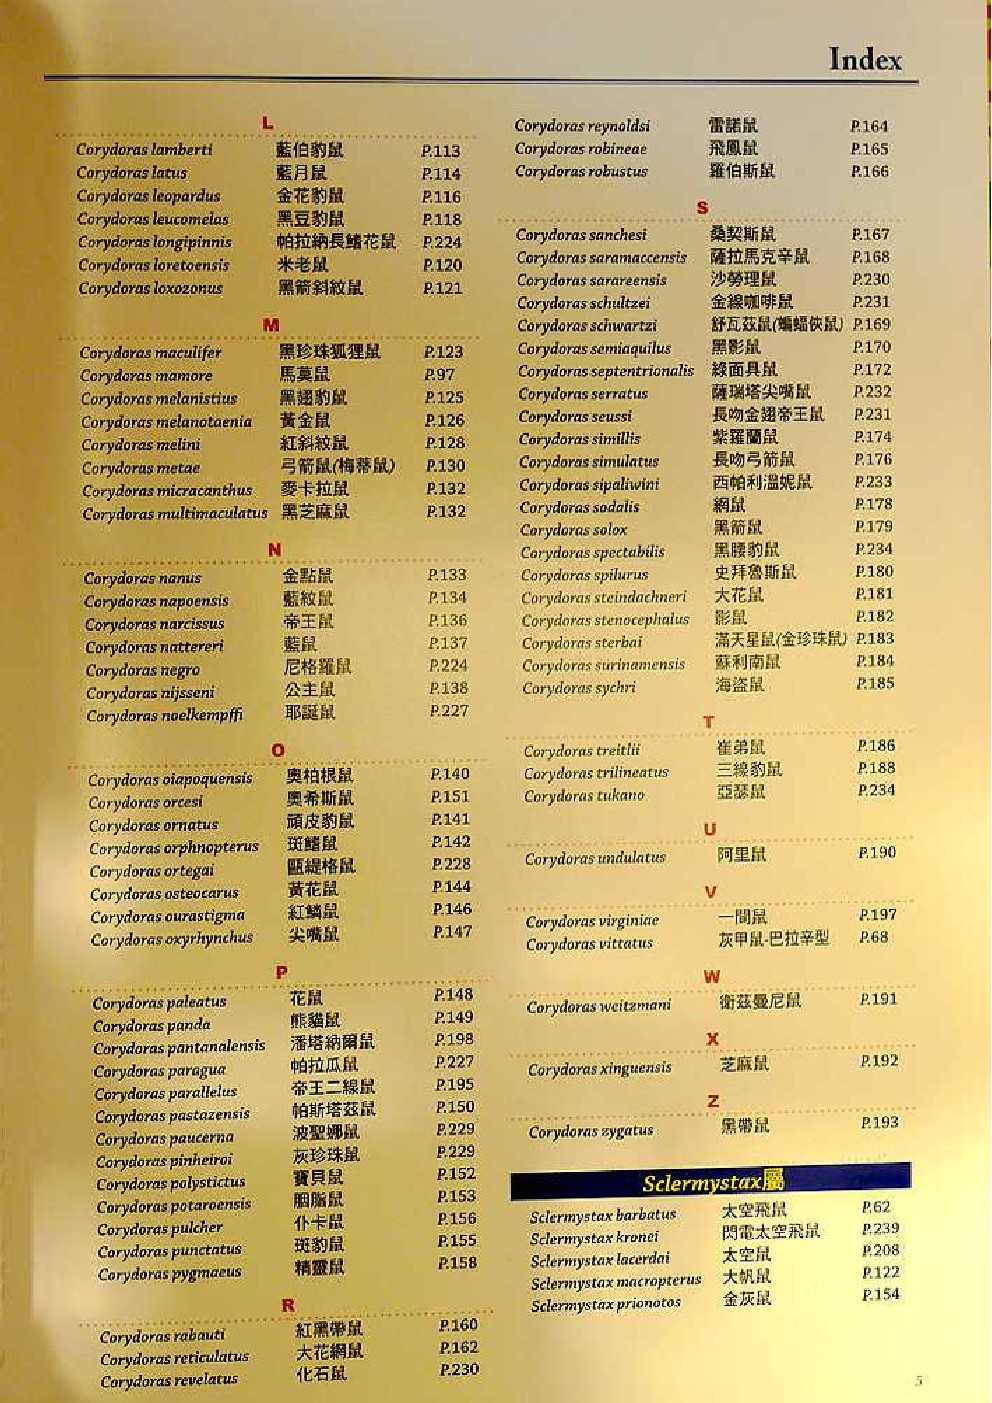 Index
L
Corydoras lamberti 藍伯豹鼠 P.113
Corydoras latus 藍月鼠 P.114
Corydoras leopardus 金花豹鼠 P.116
Corydoras leucomelas 黑豆豹鼠 P.118
Corydoras longipinnis 帕拉納長鰭花鼠 P.224
Corydoras loretoensis 米老鼠 P.120
Corydoras loxozonus 黑箭斜紋鼠 P.121
M
Corydoras maculifer 黑珍珠狐狸鼠 P.123
Corydoras mamore 馬莫鼠 P.97
Corydoras melanistius 黑翅豹鼠 P.125
Corydoras melanotaenia 黃金鼠 P.126
Corydoras melini 紅斜紋鼠 P.128
Corydoras metae 弓箭鼠(梅蒂鼠) P.130
Corydoras micracanthus 麥卡拉鼠 P.132
Corydoras multimaculatus 黑芝麻鼠 P.132
N
Corydoras nanus 金點鼠 P.133
Corydoras napoensis 藍紋鼠 P.134
Corydoras narcissus 帝王鼠 P.136
Corydoras nattereri 藍鼠 P.137
Corydoras negro 尼格羅鼠 P.224
Corydoras nijsseni 公主鼠 P.138
Corydoras noelkempffi 耶誕鼠 P.227
O
Corydoras oiapoquensis 奧柏根鼠 P.140
Corydoras orcesi 奧希斯鼠 P.151
Corydoras ornatus 頑皮豹鼠 P.141
Corydoras orphnopterus 斑鰭鼠 P.142
Corydoras ortegai 甌緹格鼠 P.228
Corydoras osteocarus 黃花鼠 P.144
Corydoras ourastigma 紅鱗鼠 P.146
Corydoras oxyrhynchus 尖嘴鼠 P.147
P
Corydoras paleatus 花鼠 P.148
Corydoras panda 熊貓鼠 P.149
Corydoras pantanalensis 潘塔納爾鼠 P.198
Corydoras paragua 帕拉瓜鼠 P.227
Corydoras parallelus 帝王二線鼠 P.195
Corydoras pastazensis 帕斯塔茲鼠 P.150
Corydoras paucerna 波聖娜鼠 P.229
Corydoras pinheiroi 灰珍珠鼠 P.229
Corydoras polystictus 寶貝鼠 P.152
Corydoras potaroensis 胭脂鼠 P.153
Corydoras pulcher 仆卡鼠 P.156
Corydoras punctatus 斑豹鼠 P.155
Corydoras pygmaeus 精靈鼠 P.158
R
Corydoras rabauti 紅黑帶鼠 P.160
Corydoras reticulatus 大花網鼠 P.162
Corydoras revelatus 化石鼠 P.230
Corydoras reynoldsi 雷諾鼠 P.164
Corydoras robineae 飛鳳鼠 P.165
Corydoras robustus 羅伯斯鼠 P.166
S
Corydoras sanchesi 桑契斯鼠 P.167
Corydoras saramaccensis 薩拉馬克辛鼠 P.168
Corydoras sarareensis 沙勞理鼠 P.230
Corydoras schultzei 金線咖啡鼠 P.231
Corydoras schwartzi 舒瓦茲鼠(蝙蝠俠鼠) P.169
Corydoras semiaquilus 黑影鼠 P.170
Corydoras septentrionalis 綠面具鼠 P.172
Corydoras serratus 薩瑞塔尖嘴鼠 P.232
Corydoras seussi 長吻金翅帝王鼠 P.231
Corydoras simillis 紫羅蘭鼠 P.174
Corydoras simulatus 長吻弓箭鼠 P.176
Corydoras sipaliwini 西帕利溫妮鼠 P.233
Corydoras sodalis 網鼠 P.178
Corydoras solox 黑箭鼠 P.179
Corydoras spectabilis 黑腰豹鼠 P.234
Corydoras spilurus 史拜魯斯鼠 P.180
Corydoras steindachneri 大花鼠 P.181
Corydoras stenocephalus 影鼠 P.182
Corydoras sterbai 滿天星鼠(金珍珠鼠) P.183
Corydoras surinamensis 蘇利南鼠 P.184
Corydoras sychri 海盜鼠 P.185
T
Corydoras treitlii 崔弟鼠 P.186
Corydoras trilineatus 三線豹鼠 P.188
Corydoras tukano 亞瑟鼠 P.234
U
Corydoras undulatus 阿里鼠 P.190
V
Corydoras virginiae 一間鼠 P.197
Corydoras vittatus 灰甲鼠-巴拉辛型 P.68
W
Corydoras weitzmani 衛茲曼尼鼠 P.191
X
Corydoras xinguensis 芝麻鼠 P.192
Z
Corydoras zygatus 黑帶鼠 P.193
Sclermystax屬
Sclermystax barbatus 太空飛鼠 P.62
Sclermystax kronei 閃電太空飛鼠 P.239
Sclermystax lacerdai 太空鼠 P.208
Sclermystax macropterus 大帆鼠 P.122
Sclermystax prionotos 金灰鼠 P.154
5